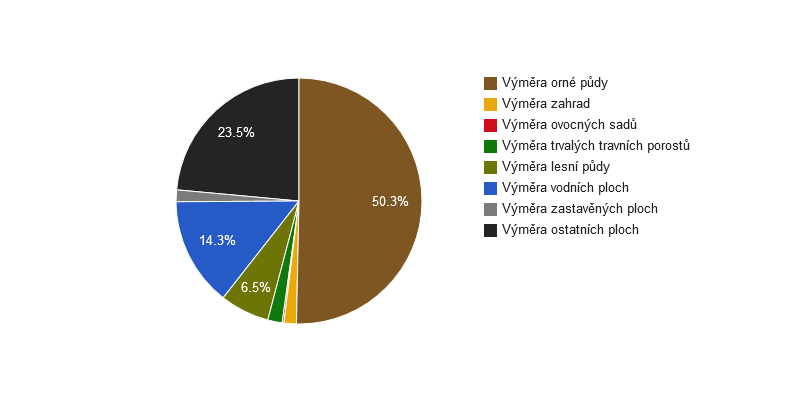 23.5%
50.3%
14.3%
6.5%
Výměra orné půdy
Výměra zahrad
Výměra ovocných sadů
Výměra trvalých travních porostů
Výměra lesní půdy
Výměra vodních ploch
Výměra zastavěných ploch
Výměra ostatních ploch